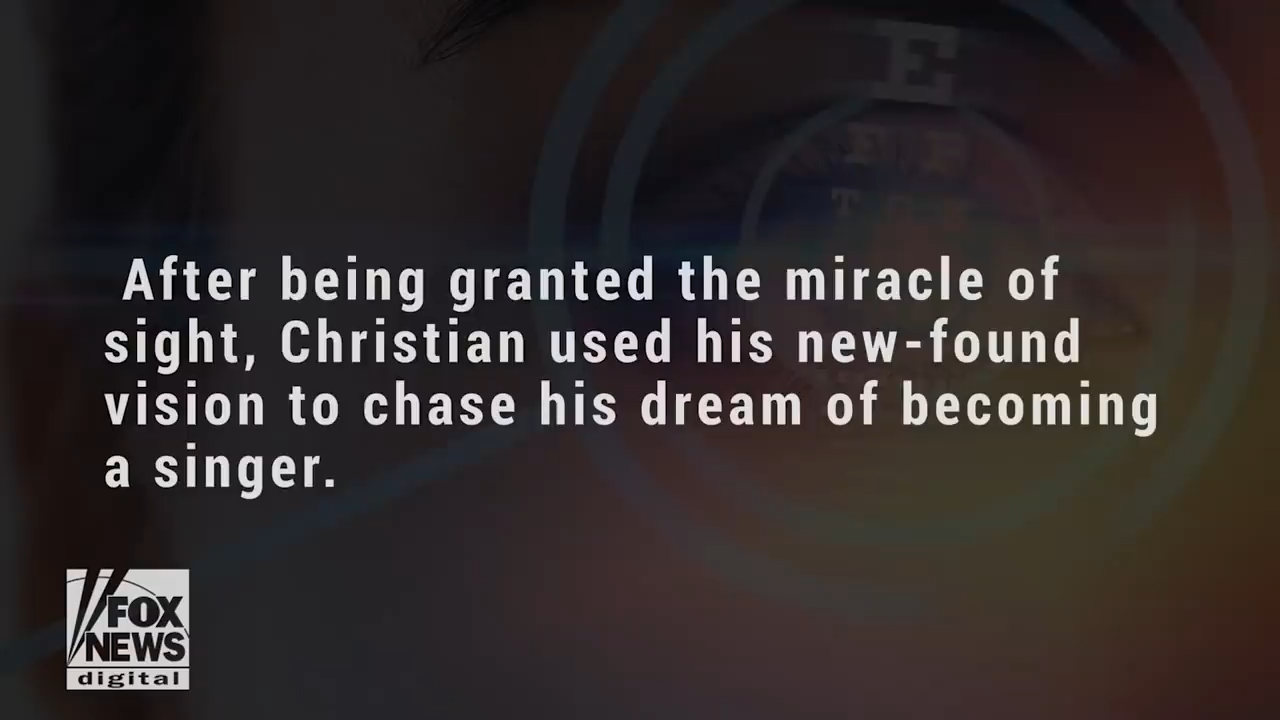 E
F P
T O Z
After being granted the miracle of
sight, Christian used his new-found
vision to chase his dream of becoming
a singer.
FOX
NEWS
digital